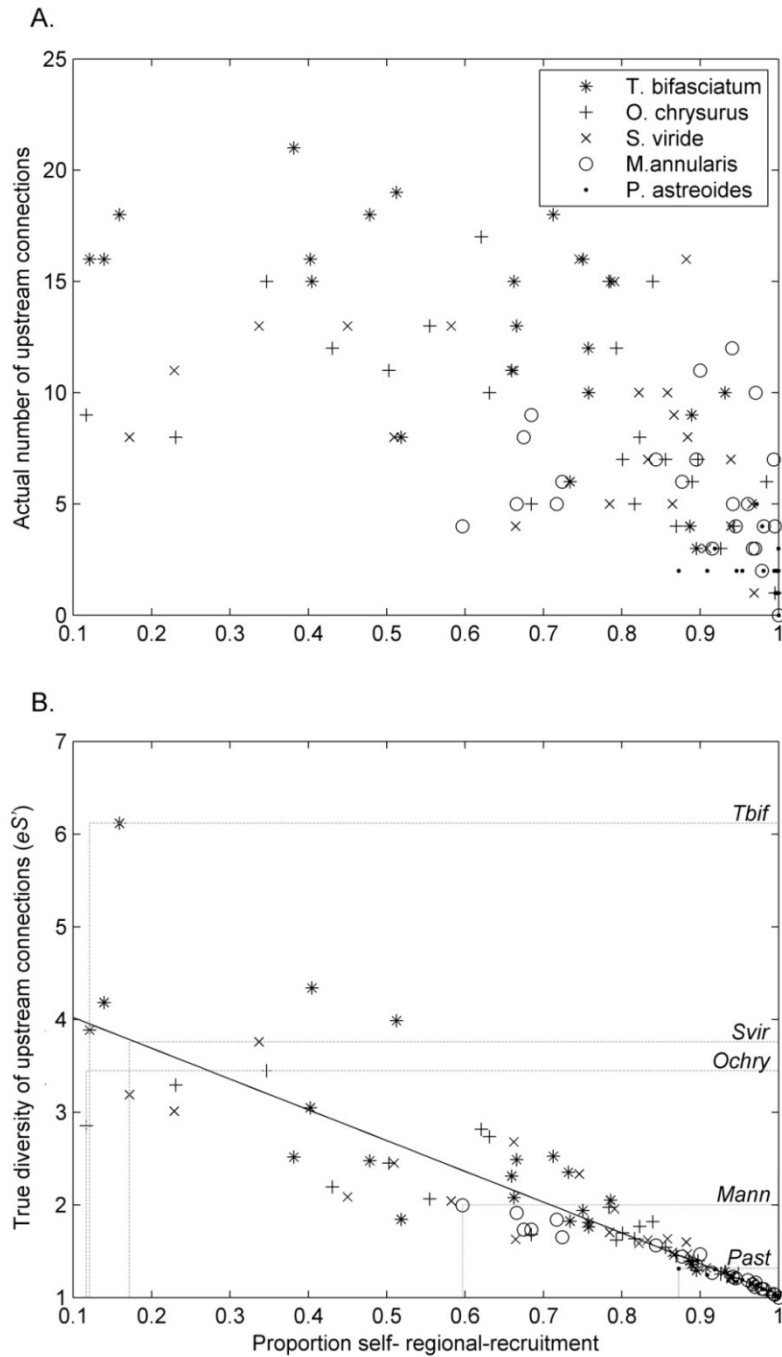 A.
25
20
15
10
5
0
Actual number of upstream connections
T. bifasciatum
O. chrysurus
S. viride
M.annularis
P. astreoides
0.1 0.2 0.3 0.4 0.5 0.6 0.7 0.8 0.9 1
B.
7
6
5
4
3
2
1
True diversity of upstream connections (eS')
Tbif
Svir
Ochry
Mann
Past
0.1 0.2 0.3 0.4 0.5 0.6 0.7 0.8 0.9 1
Proportion self- regional-recruitment